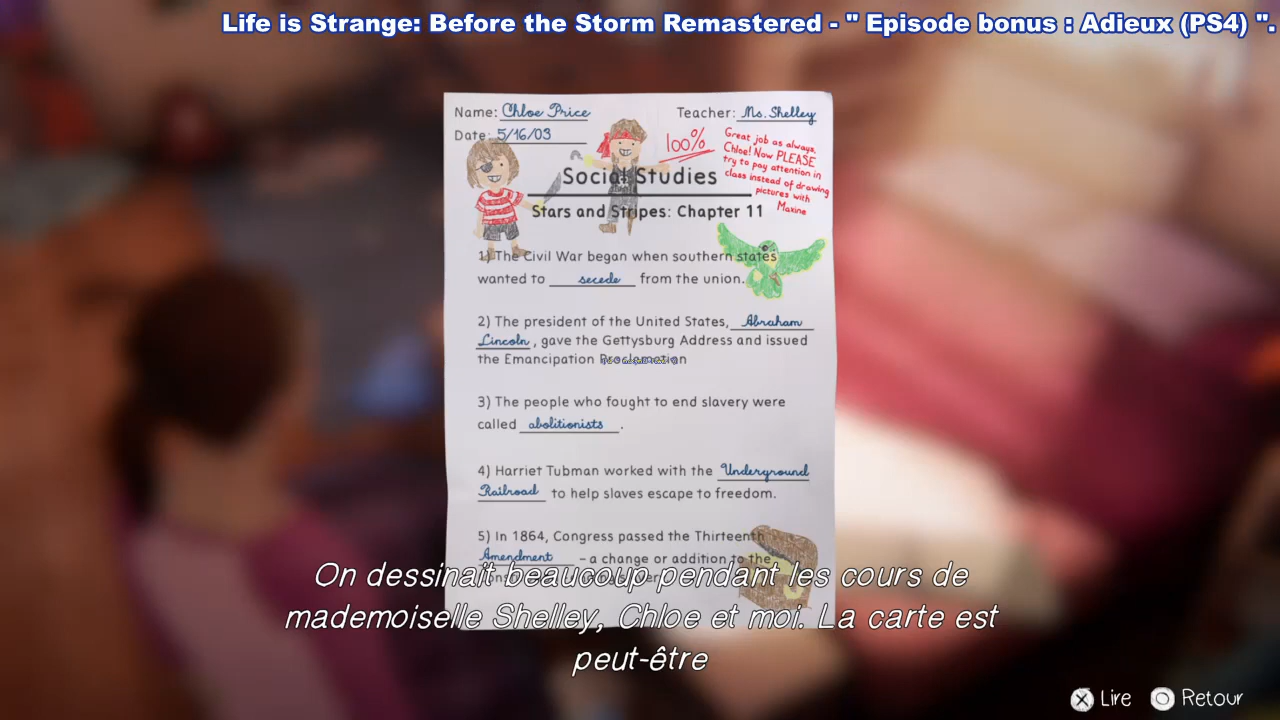 Life is Strange: Before the Storm Remastered - " Episode bonus : Adieux (PS4) ".
Name: Chloe Price
Teacher: Ms. Shelley
Date: 5/16/03
100%
Great job as always,
Chloe! Now PLEASE
try to pay attention in
class instead of drawing
pictures with
Maxine
Social Studies
Stars and Stripes: Chapter 11
1) The Civil War began when southern states
wanted to secede from the union.
2) The president of the United States, Abraham
Lincoln, gave the Gettysburg Address and issued
the Emancipation Proclamation
3) The people who fought to end slavery were
called abolitionists.
4) Harriet Tubman worked with the Underground
Railroad to help slaves escape to freedom.
5) In 1864, Congress passed the Thirteenth
Amendment - a change or addition to the
On dessinait beaucoup pendant les cours de
mademoiselle Shelley, Chloe et moi. La carte est
peut-être
Lire
Retour